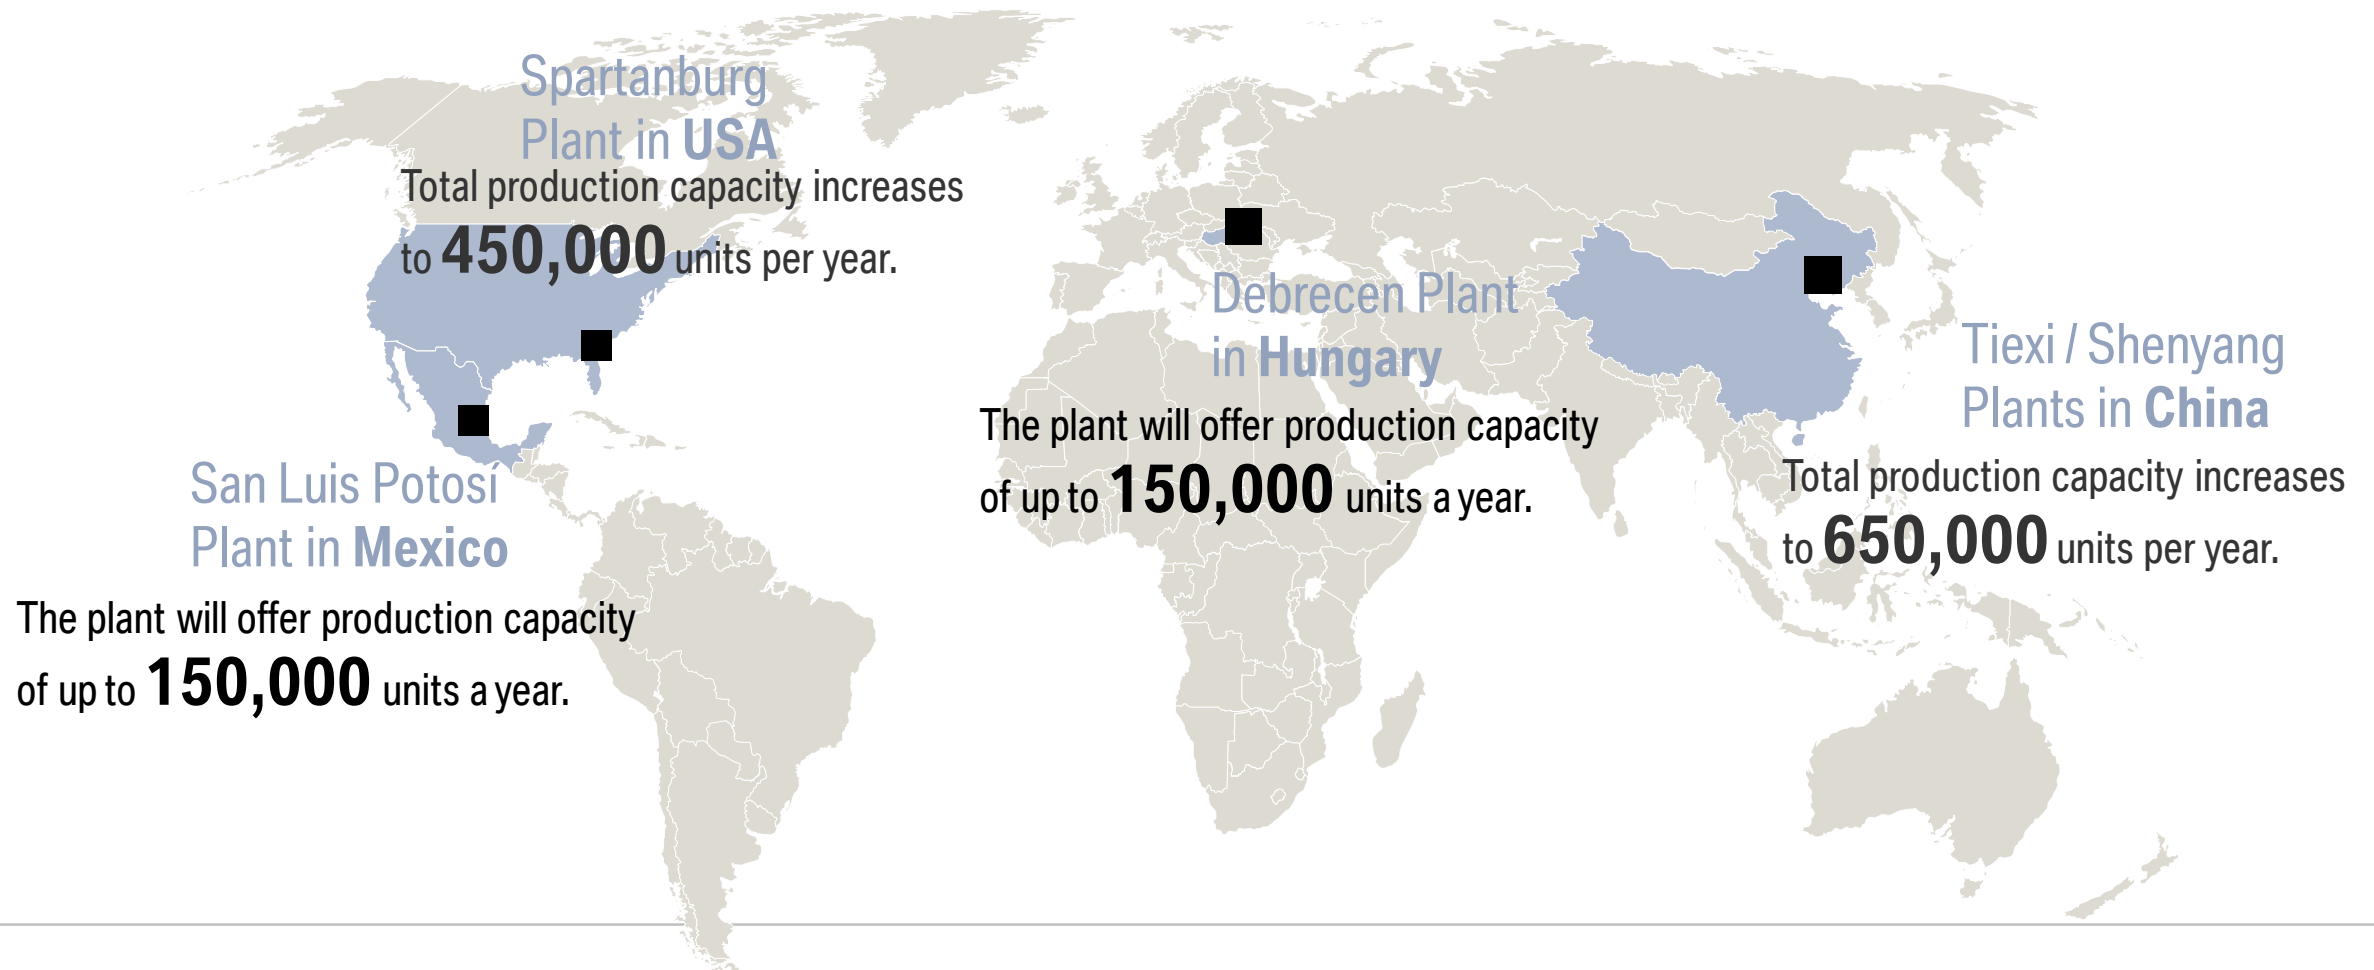 Spartanburg
Plant in USA
Total production capacity increases
to 450,000 units per year.
San Luis Potosí
Plant in Mexico
The plant will offer production capacity
of up to 150,000 units a year.
Debrecen Plant
in Hungary
The plant will offer production capacity
of up to 150,000 units a year.
Tiexi / Shenyang
Plants in China
Total production capacity increases
to 650,000 units per year.